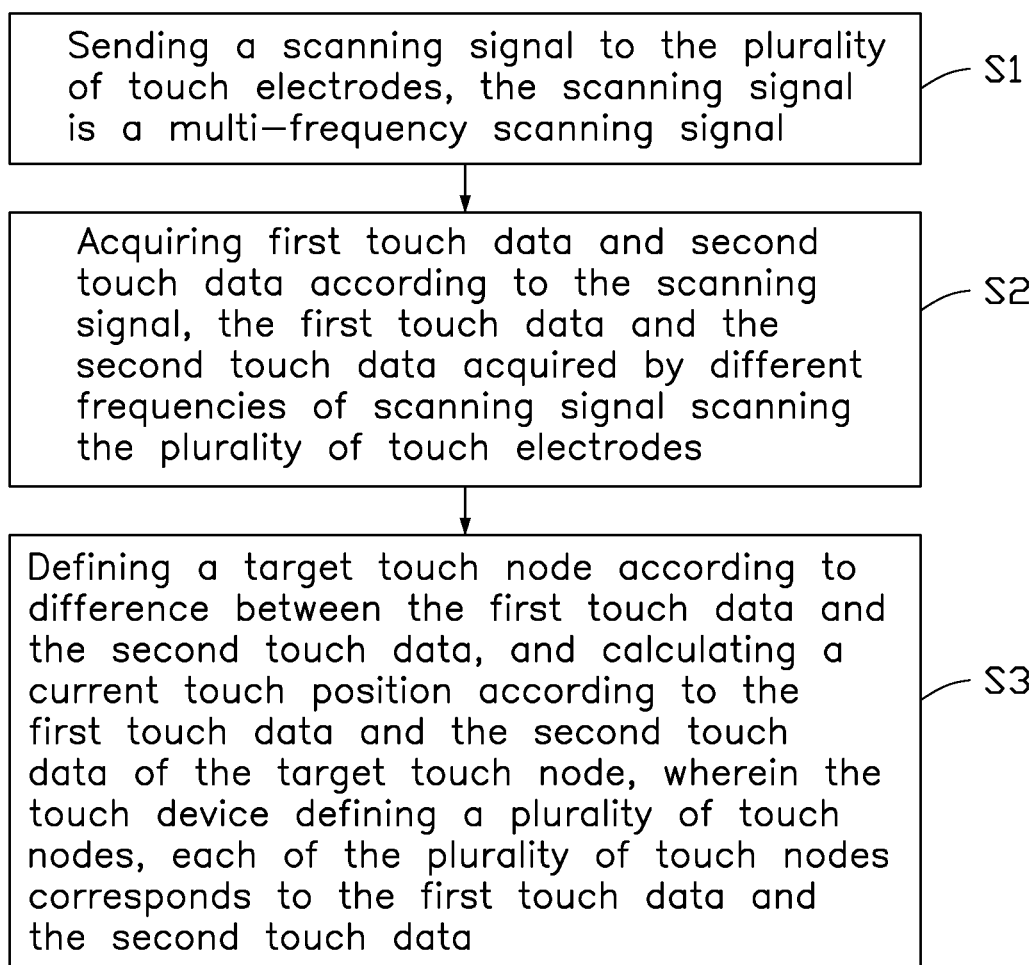 Sending a scanning signal to the plurality
of touch electrodes, the scanning signal
is a multi-frequency scanning signal
S1
Acquiring first touch data and second
touch data according to the scanning
signal, the first touch data and the
second touch data acquired by different
frequencies of scanning signal scanning
the plurality of touch electrodes
S2
Defining a target touch node according to
difference between the first touch data and
the second touch data, and calculating a
current touch position according to the
first touch data and the second touch
data of the target touch node, wherein the
touch device defining a plurality of touch
nodes, each of the plurality of touch nodes
corresponds to the first touch data and
the second touch data
S3